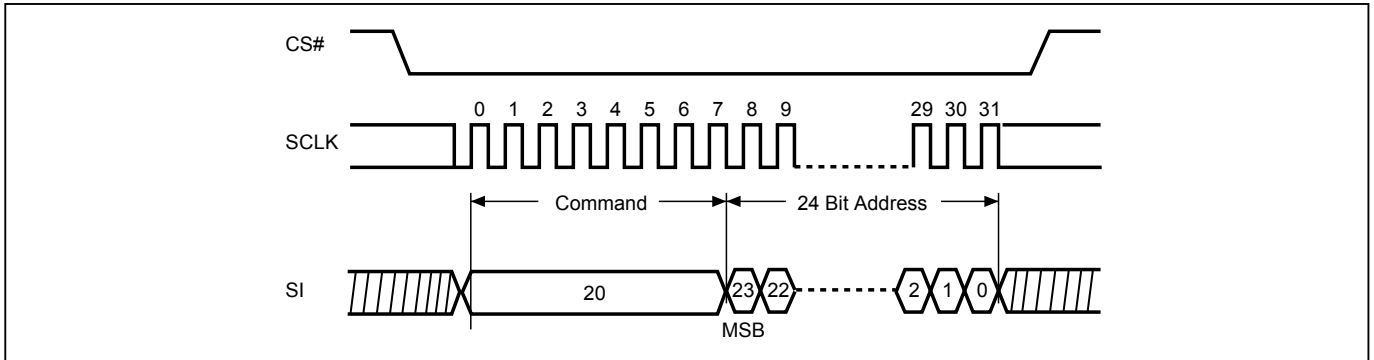 CS#
0 1 2 3 4 5 6 7 8 9 29 30 31
SCLK
Command 24 Bit Address
SI 20 23 22 2 1 0
MSB